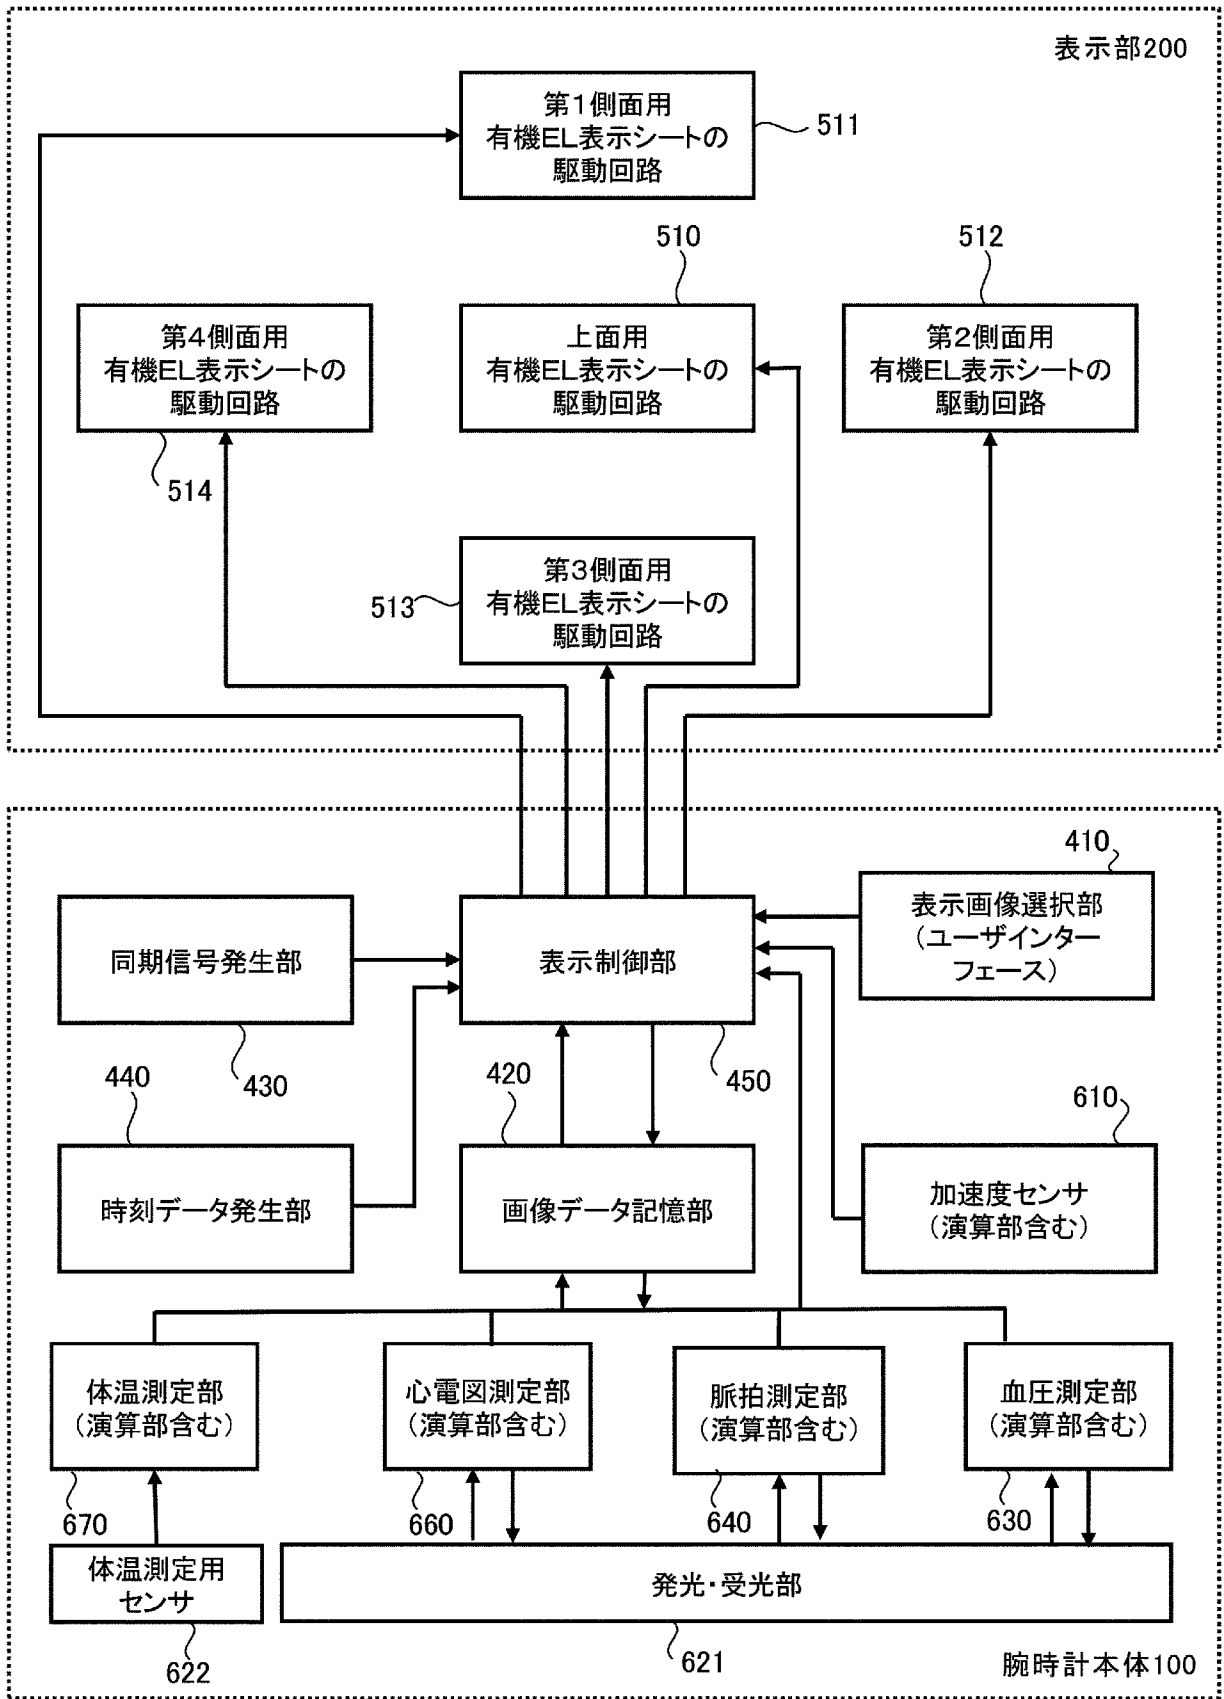 表示部200
第1側面用
有機EL表示シートの
駆動回路
511
510
512
第4側面用
有機EL表示シートの
駆動回路
514
上面用
有機EL表示シートの
駆動回路
第2側面用
有機EL表示シートの
駆動回路
第3側面用
有機EL表示シートの
駆動回路
513
410
同期信号発生部
430
表示制御部
450
表示画像選択部
(ユーザインター
フェース)
440
420
610
時刻データ発生部
画像データ記憶部
加速度センサ
(演算部含む)
体温測定部
(演算部含む)
670
心電図測定部
(演算部含む)
660
脈拍測定部
(演算部含む)
640
血圧測定部
(演算部含む)
630
体温測定用
センサ
622
発光・受光部
621
腕時計本体100